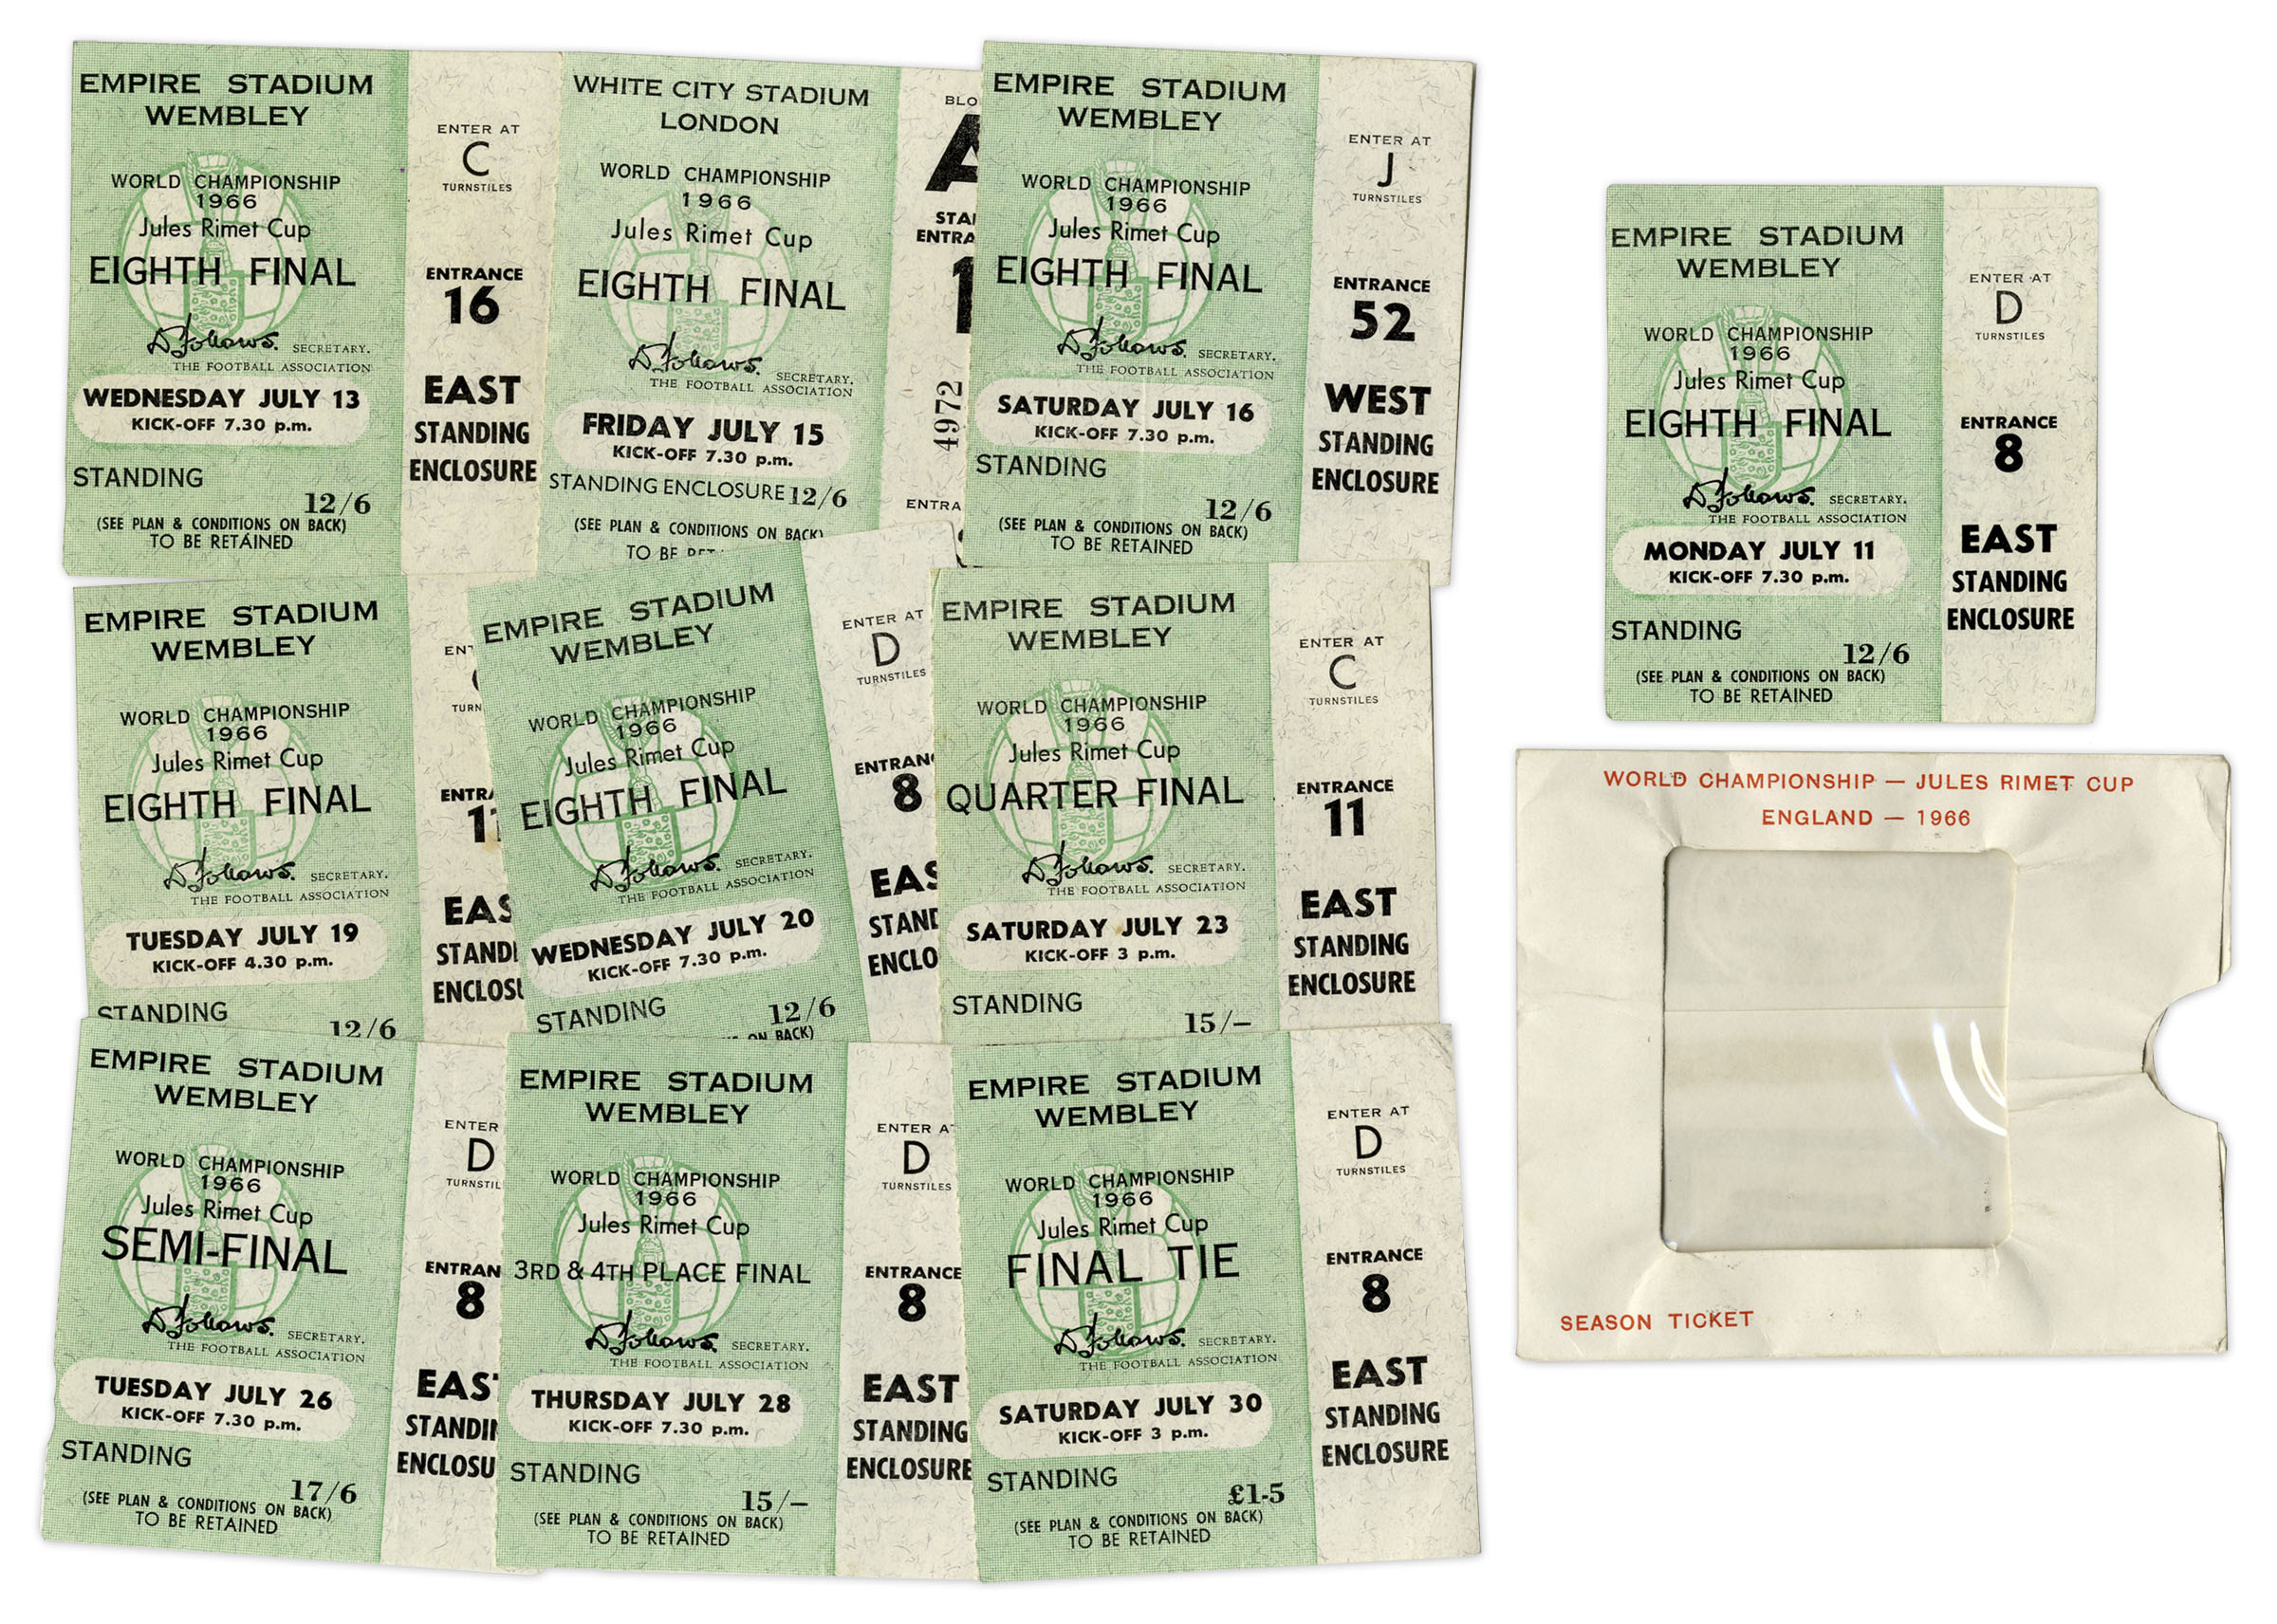 EMPIRE STADIUM
WEMBLEY
WORLD CHAMPIONSHIP
1966
Jules Rimet Cup
EIGHTH FINAL
SECRETARY.
THE FOOTBALL ASSOCIATION
WEDNESDAY JULY 13
KICK-OFF 7.30 p.m.
STANDING
12/6
(SEE PLAN & CONDITIONS ON BACK)
TO BE RETAINED
ENTER AT
C
TURNSTILES
ENTRANCE
16
EAST
STANDING
ENCLOSURE
WHITE CITY STADIUM
LONDON
WORLD CHAMPIONSHIP
1966
Jules Rimet Cup
EIGHTH FINAL
SECRETARY.
THE FOOTBALL ASSOCIATION
FRIDAY JULY 15
KICK-OFF 7.30 p.m.
STANDING ENCLOSURE 12/6
(SEE PLAN & CONDITIONS ON BACK)
TO BE
A
1
4972
EMPIRE STADIUM
WEMBLEY
WORLD CHAMPIONSHIP
1966
Jules Rimet Cup
EIGHTH FINAL
SECRETARY.
THE FOOTBALL ASSOCIATION
SATURDAY JULY 16
KICK-OFF 7.30 p.m.
STANDING
12/6
(SEE PLAN & CONDITIONS ON BACK)
TO BE RETAINED
ENTER AT
J
TURNSTILES
ENTRANCE
52
WEST
STANDING
ENCLOSURE
EMPIRE STADIUM
WEMBLEY
WORLD CHAMPIONSHIP
1966
Jules Rimet Cup
EIGHTH FINAL
SECRETARY.
THE FOOTBALL ASSOCIATION
MONDAY JULY 11
KICK-OFF 7.30 p.m.
STANDING
12/6
(SEE PLAN & CONDITIONS ON BACK)
TO BE RETAINED
ENTER AT
D
TURNSTILES
ENTRANCE
8
EAST
STANDING
ENCLOSURE
EMPIRE STADIUM
WEMBLEY
WORLD CHAMPIONSHIP
1966
Jules Rimet Cup
EIGHTH FINAL
SECRETARY.
THE FOOTBALL ASSOCIATION
TUESDAY JULY 19
KICK-OFF 4.30 p.m.
STANDING
12/6
EMPIRE STADIUM
WEMBLEY
WORLD CHAMPIONSHIP
1966
Jules Rimet Cup
EIGHTH FINAL
SECRETARY.
THE FOOTBALL ASSOCIATION
WEDNESDAY JULY 20
KICK-OFF 7.30 p.m.
STANDING
12/6
ON BACK)
ENTER AT
D
TURNSTILES
8
EMPIRE STADIUM
WEMBLEY
WORLD CHAMPIONSHIP
1966
Jules Rimet Cup
QUARTER FINAL
SECRETARY.
THE FOOTBALL ASSOCIATION
SATURDAY JULY 23
KICK-OFF 3 p.m.
STANDING
15/–
ENTER AT
C
TURNSTILES
ENTRANCE
11
EAST
STANDING
ENCLOSURE
EMPIRE STADIUM
WEMBLEY
WORLD CHAMPIONSHIP
1966
Jules Rimet Cup
SEMI-FINAL
SECRETARY.
THE FOOTBALL ASSOCIATION
TUESDAY JULY 26
KICK-OFF 7.30 p.m.
STANDING
17/6
(SEE PLAN & CONDITIONS ON BACK)
TO BE RETAINED
ENTER
D
8
EMPIRE STADIUM
WEMBLEY
WORLD CHAMPIONSHIP
1966
Jules Rimet Cup
3RD & 4TH PLACE FINAL
SECRETARY.
THE FOOTBALL ASSOCIATION
THURSDAY JULY 28
KICK-OFF 7.30 p.m.
STANDING
15/–
(SEE PLAN & CONDITIONS ON BACK)
TO BE RETAINED
ENTER
D
TURNSTILES
ENTRANCE
8
EAST
STANDING
ENCLOSURE
EMPIRE STADIUM
WEMBLEY
WORLD CHAMPIONSHIP
1966
Jules Rimet Cup
FINAL TIE
SECRETARY.
THE FOOTBALL ASSOCIATION
SATURDAY JULY 30
KICK-OFF 3 p.m.
STANDING
£1-5
(SEE PLAN & CONDITIONS ON BACK)
TO BE RETAINED
ENTER AT
D
TURNSTILES
ENTRANCE
8
EAST
STANDING
ENCLOSURE
WORLD CHAMPIONSHIP — JULES RIMET CUP
ENGLAND — 1966
SEASON TICKET